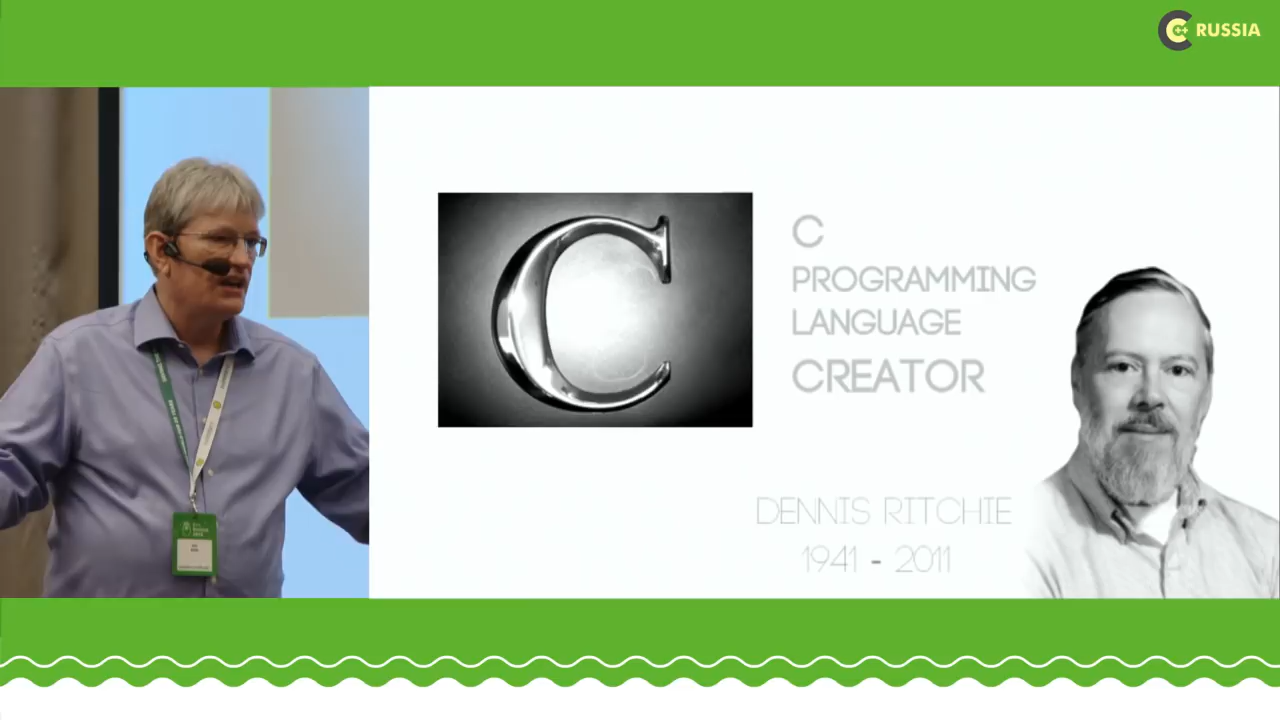 C++ RUSSIA
C
C
PROGRAMMING
LANGUAGE
CREATOR
DENNIS RITCHIE
1941 - 2011